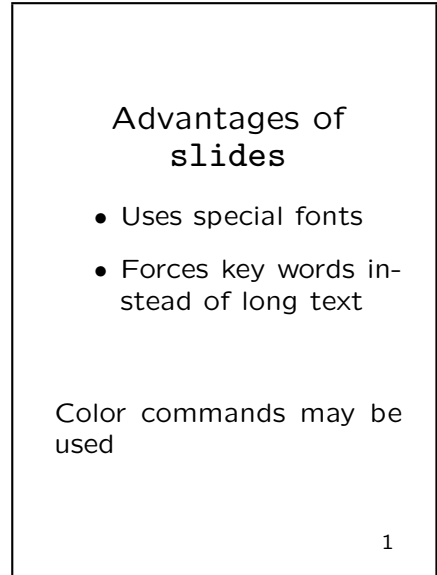 Advantages of
slides
• Uses special fonts
• Forces key words in-
stead of long text
Color commands may be
used
1